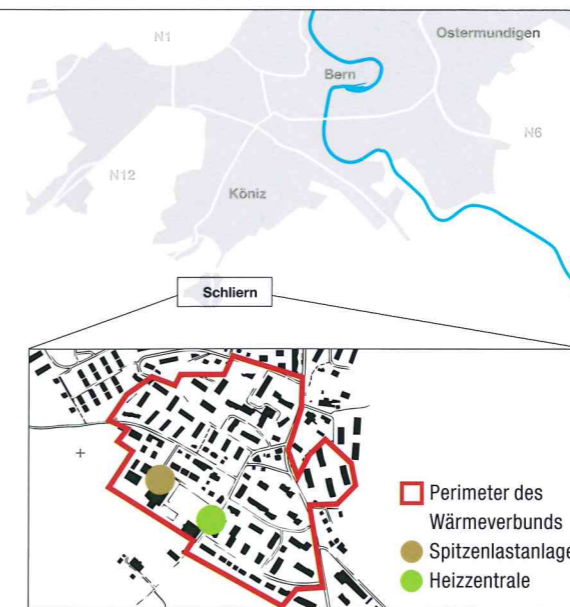 N1
Ostermundigen
Bern
N6
N12
Köniz
Schliern
Perimeter des
Wärmeverbunds
Spitzenlastanlage
Heizzentrale